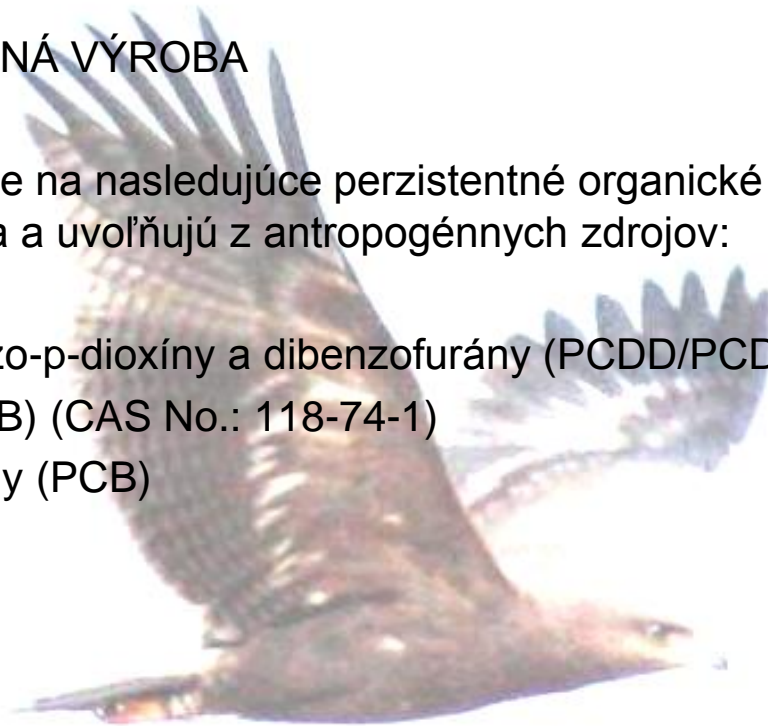 NÁ VÝROBA
e na nasledujúce perzistentné organické
a a uvoľňujú z antropogénnych zdrojov:
zo-p-dioxíny a dibenzofurány (PCDD/PCD
B) (CAS No.: 118-74-1)
y (PCB)